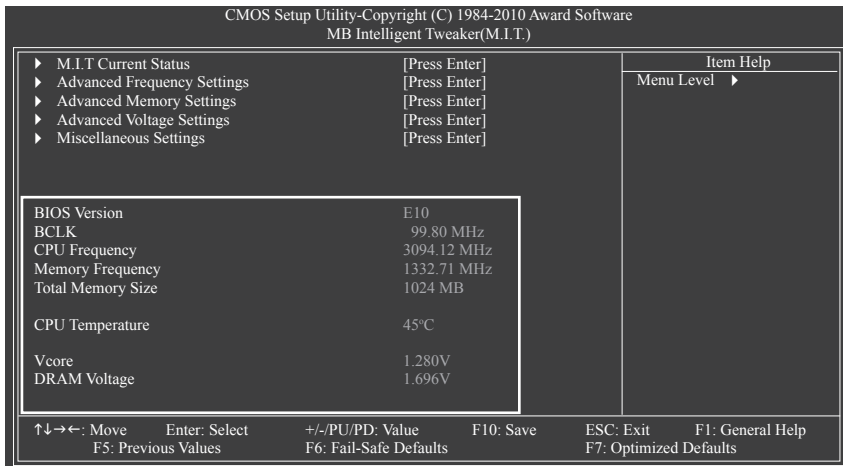 CMOS Setup Utility-Copyright (C) 1984-2010 Award Software
MB Intelligent Tweaker(M.I.T.)
M.I.T Current Status [Press Enter]
Advanced Frequency Settings [Press Enter]
Advanced Memory Settings [Press Enter]
Advanced Voltage Settings [Press Enter]
Miscellaneous Settings [Press Enter]
Item Help
Menu Level
BIOS Version E10
BCLK 99.80 MHz
CPU Frequency 3094.12 MHz
Memory Frequency 1332.71 MHz
Total Memory Size 1024 MB
CPU Temperature 45°C
Vcore 1.280V
DRAM Voltage 1.696V
↑↓→←: Move Enter: Select +/-/PU/PD: Value F10: Save ESC: Exit F1: General Help
F5: Previous Values F6: Fail-Safe Defaults F7: Optimized Defaults